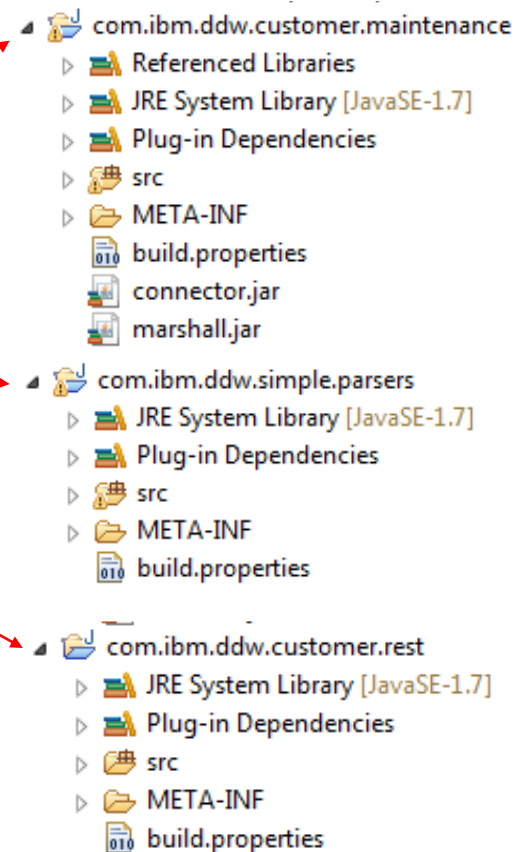 com.ibm.ddw.customer.maintenance
Referenced Libraries
JRE System Library [JavaSE-1.7]
Plug-in Dependencies
src
META-INF
build.properties
connector.jar
marshall.jar
com.ibm.ddw.simple.parsers
JRE System Library [JavaSE-1.7]
Plug-in Dependencies
src
META-INF
build.properties
com.ibm.ddw.customer.rest
JRE System Library [JavaSE-1.7]
Plug-in Dependencies
src
META-INF
build.properties